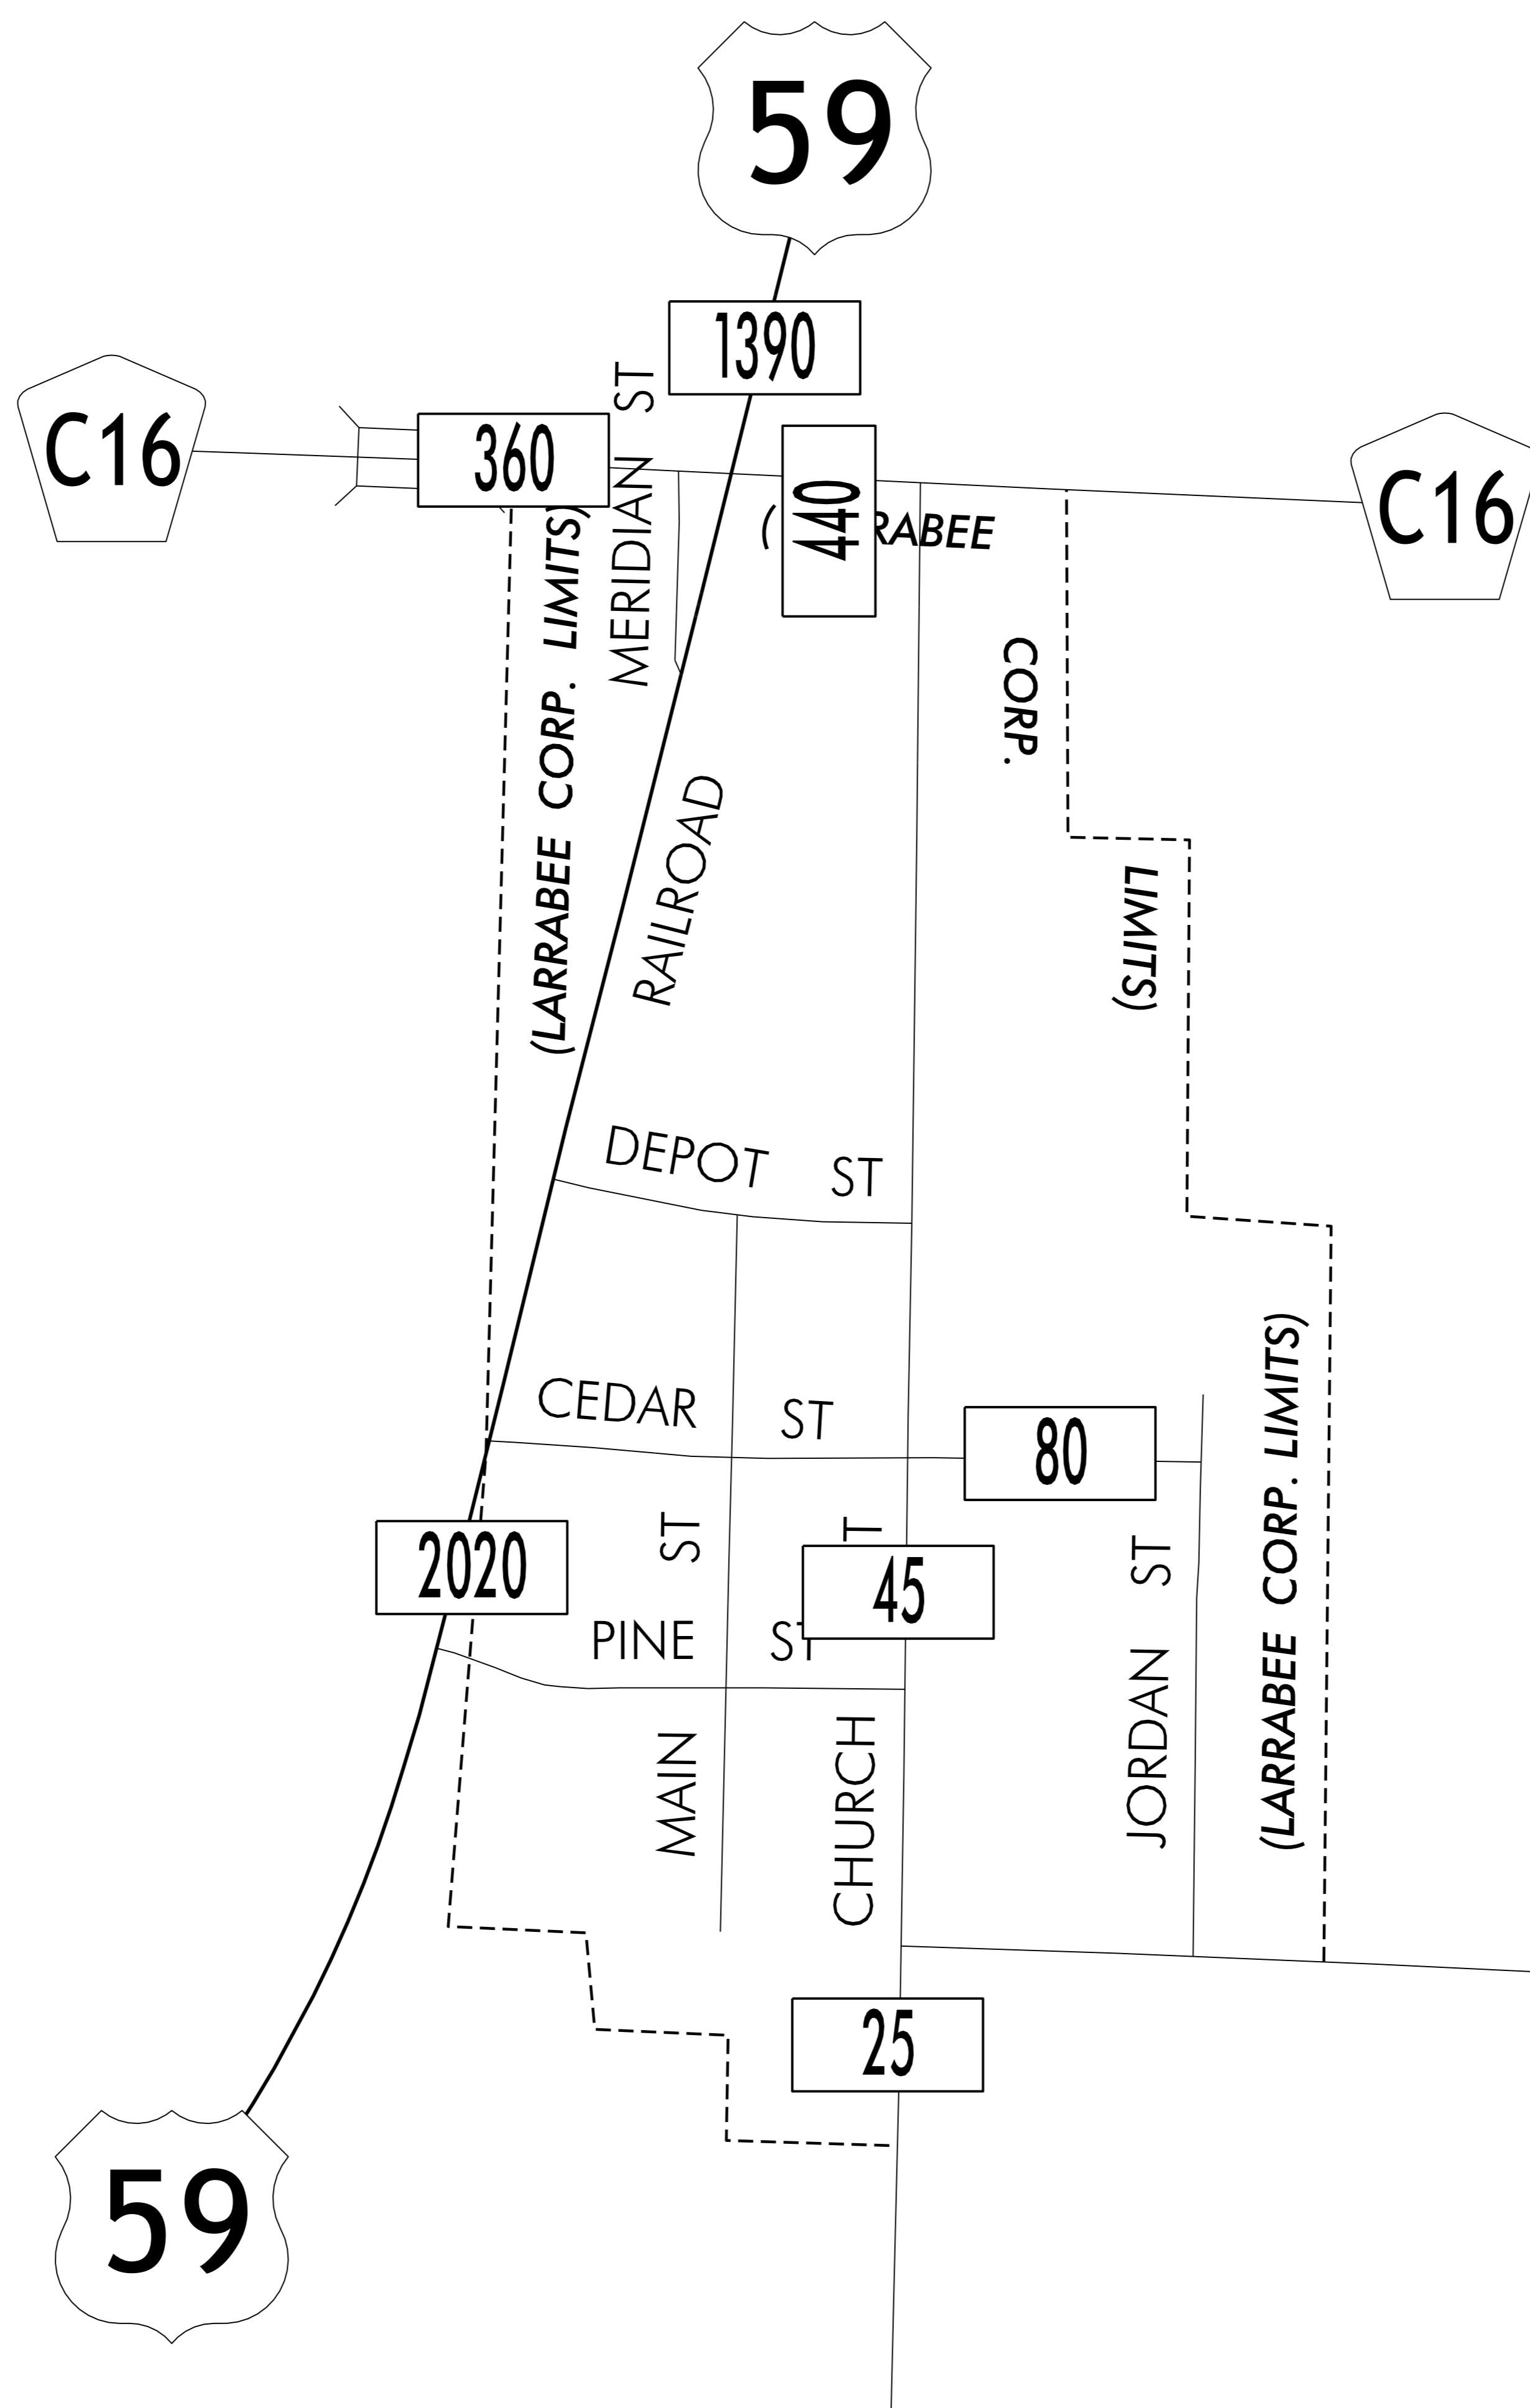 59
1390
C16
360
MERIDIAN ST
440
(
RABEE
C16
(LARRABEE CORP. LIMITS)
CORP.
RAILROAD
LIMITS)
DEPOT ST
CEDAR ST
80
2020
MAIN ST
45
PINE ST
CHURCH T
JORDAN ST
(LARRABEE CORP. LIMITS)
25
59